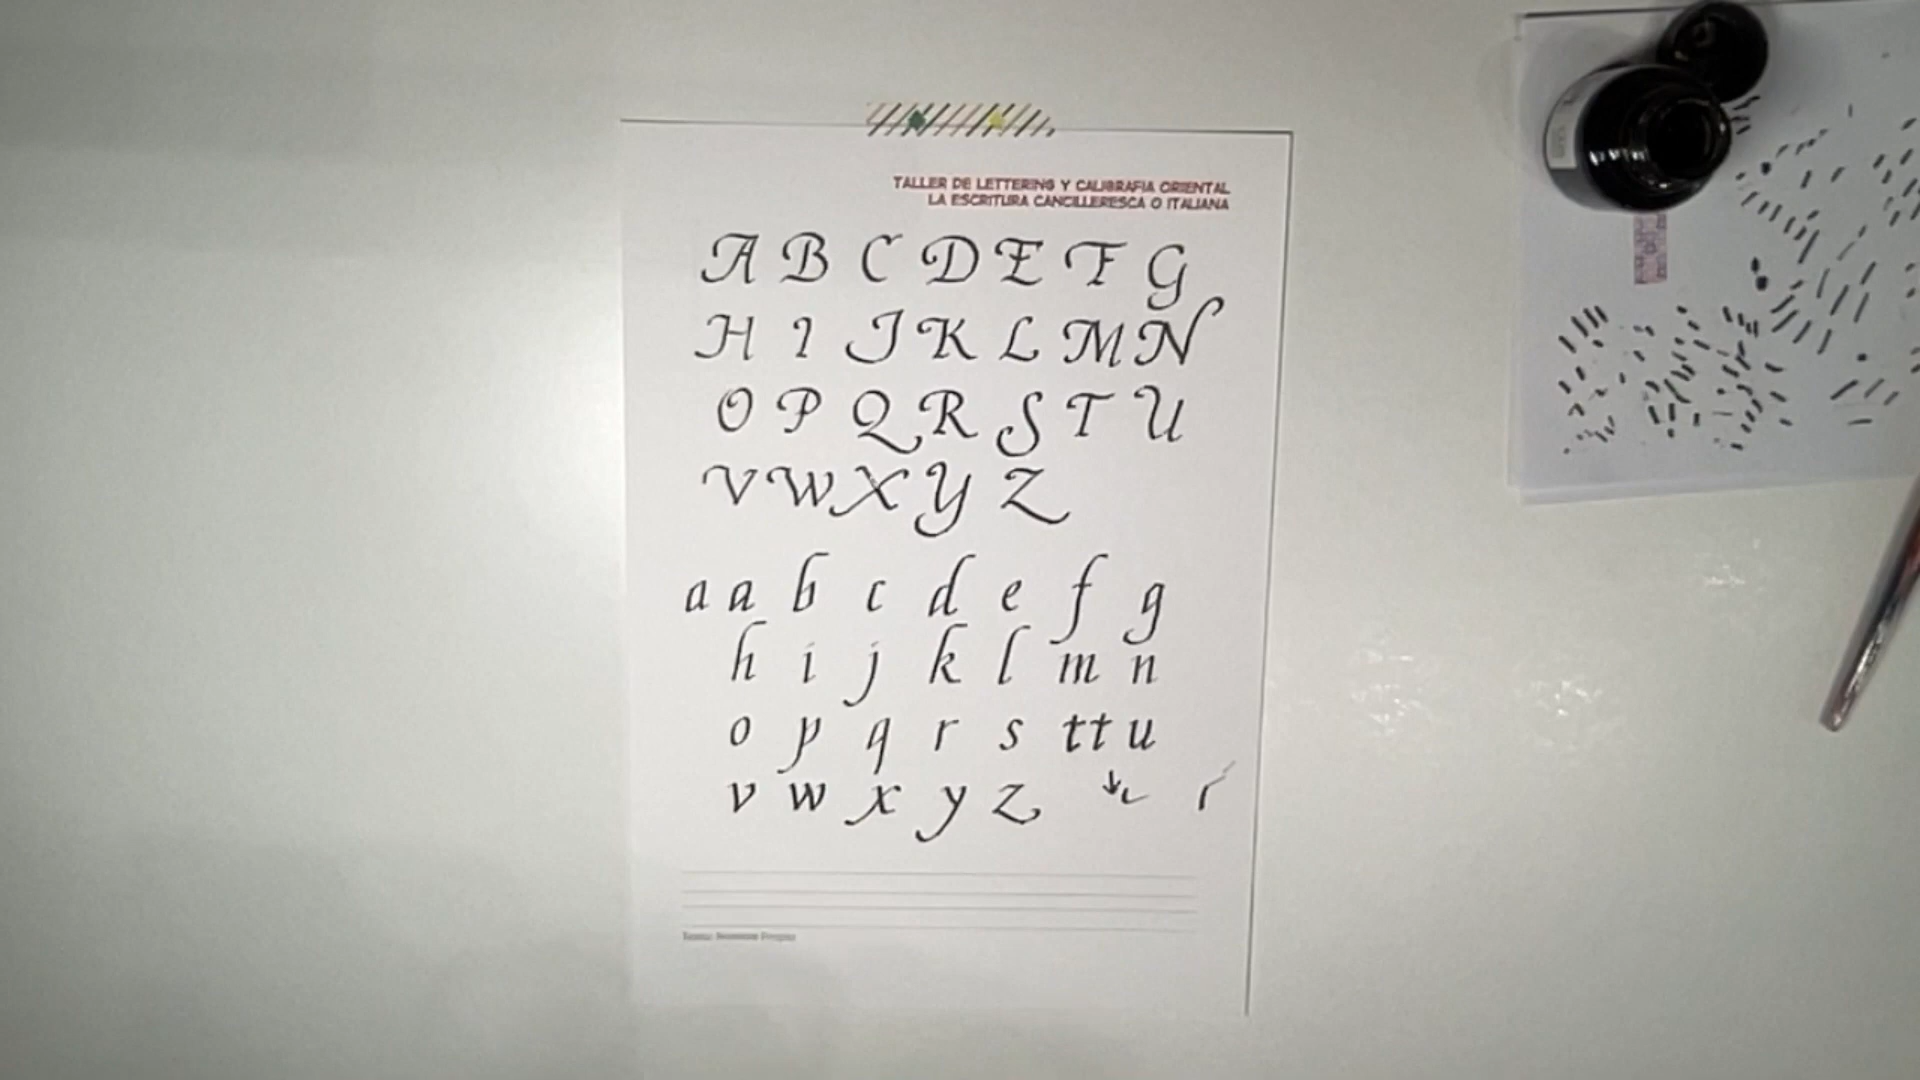 TALLER DE LETTERING Y CALIGRAFIA ORIENTAL
LA ESCRITURA CANCILLERESCA O ITALIANA
A B C D E F G
H I J K L M N
O P Q R S T U
V W X Y Z
a a b c d e f g
h i j k l m n
o p q r s t t u
v w x y z